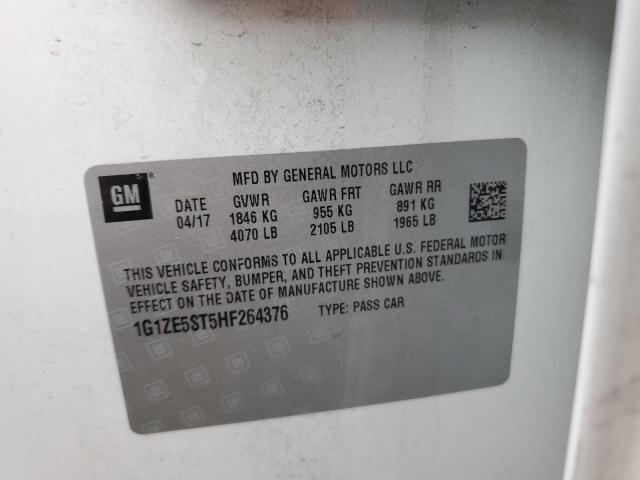 MFD BY GENERAL MOTORS LLC
GM
DATE GVWR GAWR FRT GAWR RR
04/17 1846 KG 955 KG 891 KG
4070 LB 2105 LB 1965 LB
THIS VEHICLE CONFORMS TO ALL APPLICABLE U.S. FEDERAL MOTOR
VEHICLE SAFETY, BUMPER, AND THEFT PREVENTION STANDARDS IN
EFFECT ON THE DATE OF MANUFACTURE SHOWN ABOVE.
1G1ZE5ST5HF264376 TYPE: PASS CAR